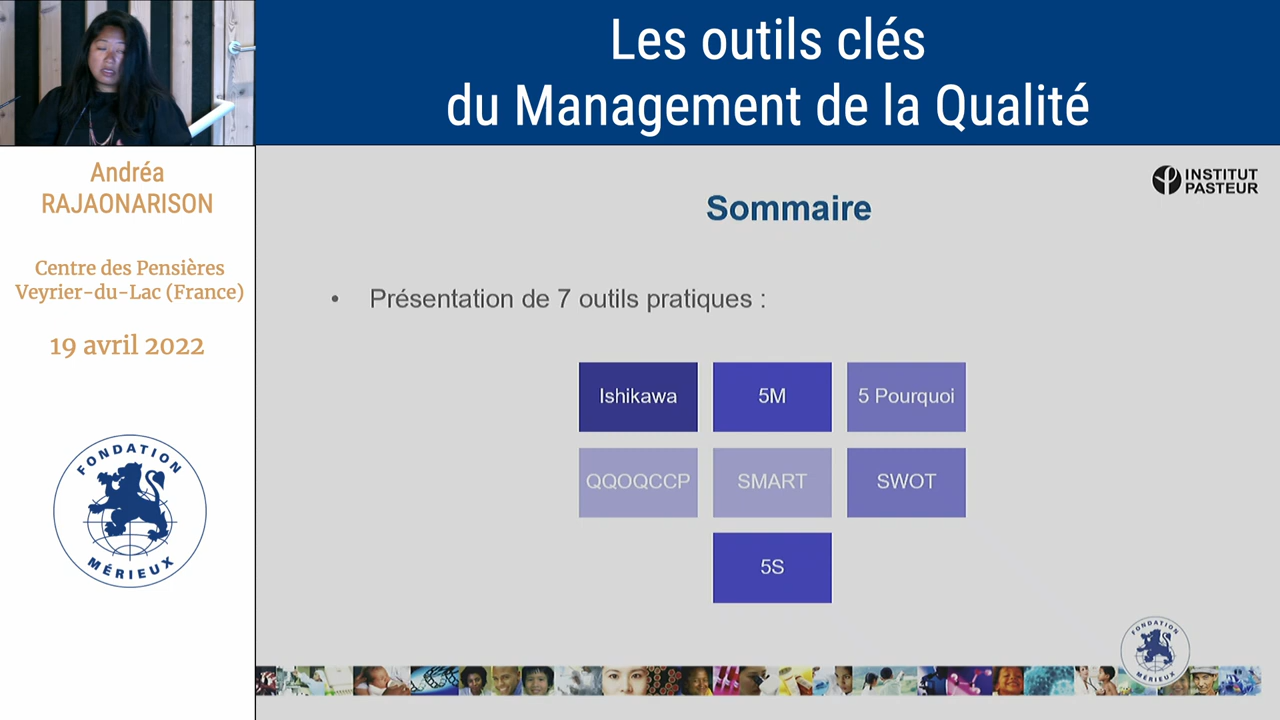 Les outils clés
du Management de la Qualité
Andréa
RAJAONARISON
Centre des Pensières
Veyrier-du-Lac (France)
19 avril 2022
FONDATION
MÉRIEUX
INSTITUT
PASTEUR
Sommaire
• Présentation de 7 outils pratiques :
Ishikawa
5M
5 Pourquoi
QQOQCCP
SMART
SWOT
5S
FONDATION
MÉRIEUX